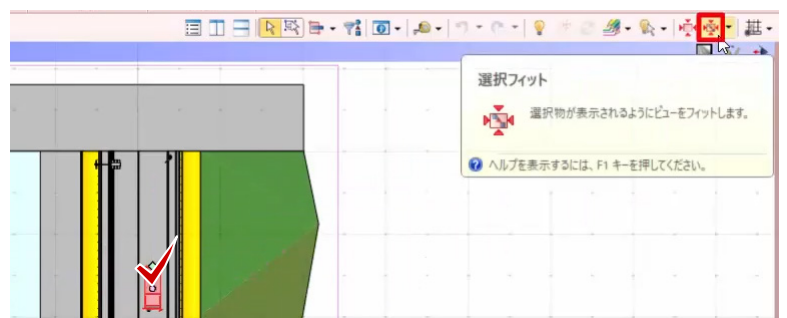 選択フィット
選択物が表示されるようにビューをフィットします。
ヘルプを表示するには、F1 キーを押してください。